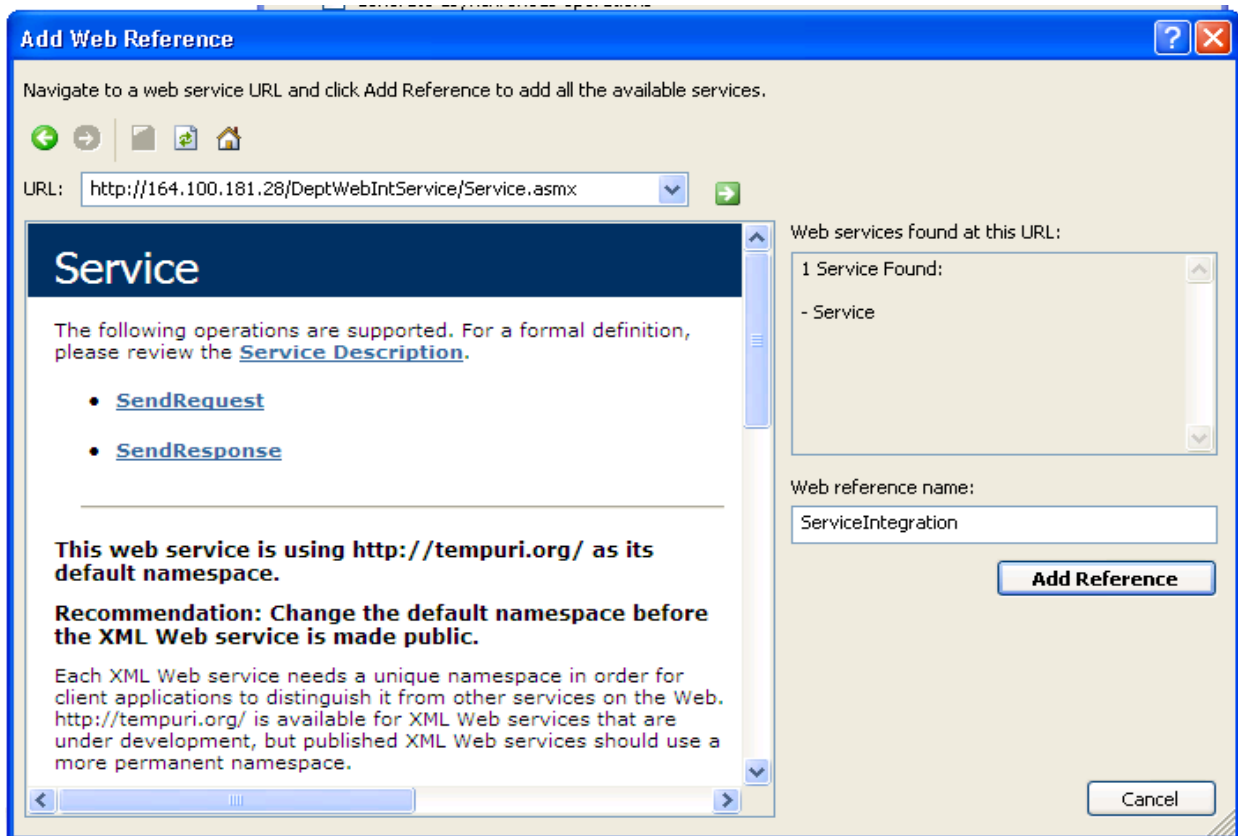 Generate asynchronous operations
Add Web Reference
Navigate to a web service URL and click Add Reference to add all the available services.
URL: http://164.100.181.28/DeptWebIntService/Service.asmx
Service
The following operations are supported. For a formal definition,
please review the Service Description.
• SendRequest
• SendResponse
This web service is using http://tempuri.org/ as its
default namespace.
Recommendation: Change the default namespace before
the XML Web service is made public.
Each XML Web service needs a unique namespace in order for
client applications to distinguish it from other services on the Web.
http://tempuri.org/ is available for XML Web services that are
under development, but published XML Web services should use a
more permanent namespace.
Web services found at this URL:
1 Service Found:
- Service
Web reference name:
ServiceIntegration
Add Reference
Cancel